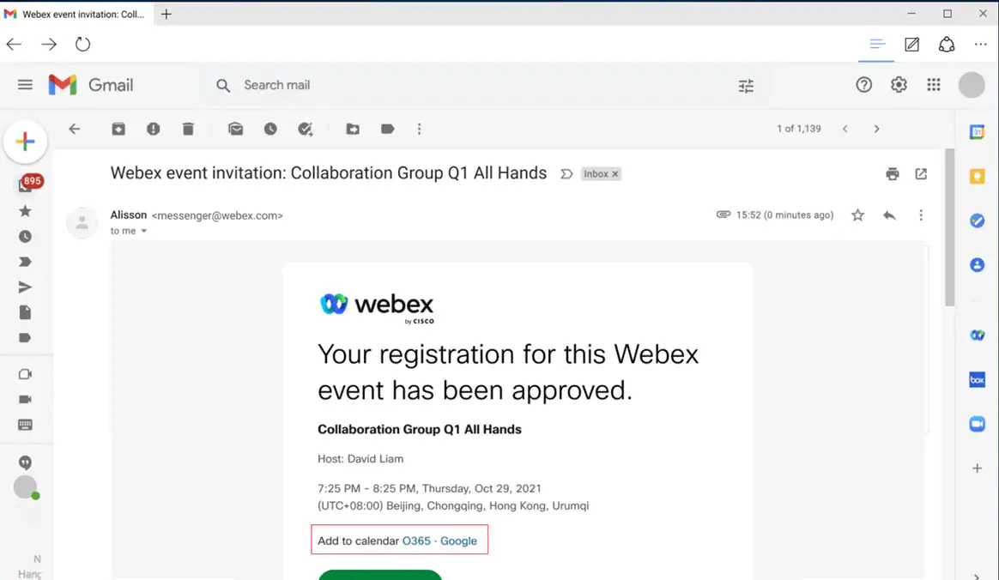 Webex event invitation: Coll...
Gmail
Search mail
1 of 1,139
895
Webex event invitation: Collaboration Group Q1 All Hands
Inbox ×
Alisson <messenger@webex.com>
15:52 (0 minutes ago)
to me
31
webex
by CISCO
Your registration for this Webex
event has been approved.
Collaboration Group Q1 All Hands
Host: David Liam
7:25 PM - 8:25 PM, Thursday, Oct 29, 2021
(UTC+08:00) Beijing, Chongqing, Hong Kong, Urumqi
Add to calendar O365 · Google
box
N
Hang